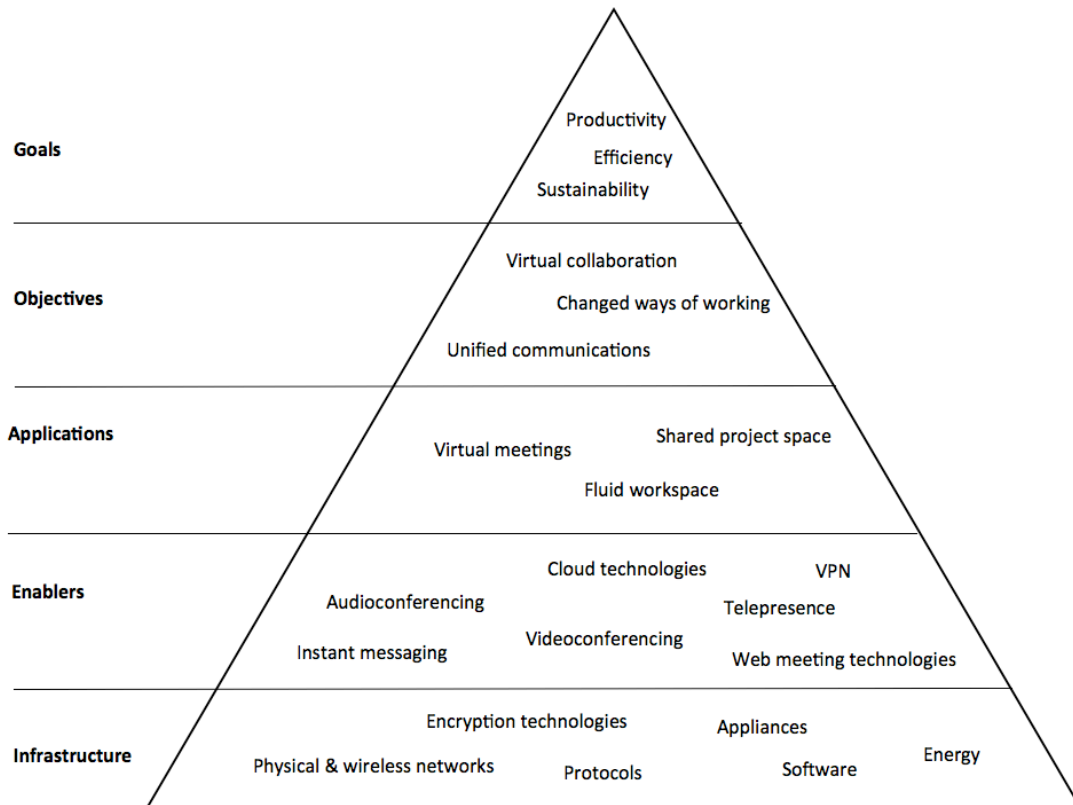 Productivity
Goals
Efficiency
Sustainability
Virtual collaboration
Objectives
Changed ways of working
Unified communications
Applications
Shared project space
Virtual meetings
Fluid workspace
Cloud technologies
VPN
Enablers
Audioconferencing
Telepresence
Videoconferencing
Instant messaging
Web meeting technologies
Encryption technologies
Appliances
Infrastructure
Energy
Physical & wireless networks
Protocols
Software